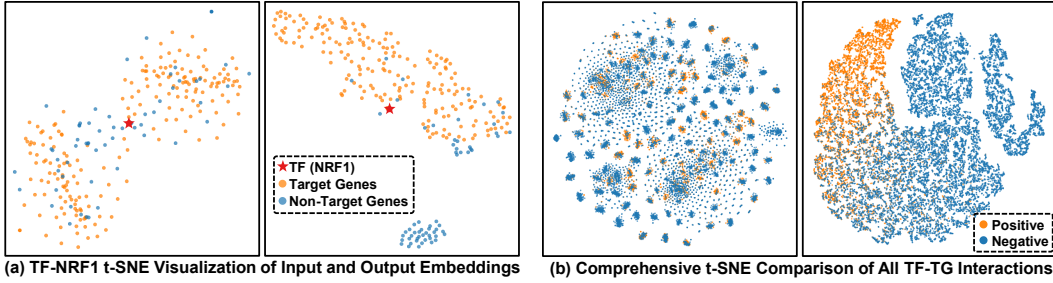 TF (NRF1)
Target Genes
Non-Target Genes
Positive
Negative
(a) TF-NRF1 t-SNE Visualization of Input and Output Embeddings
(b) Comprehensive t-SNE Comparison of All TF-TG Interactions